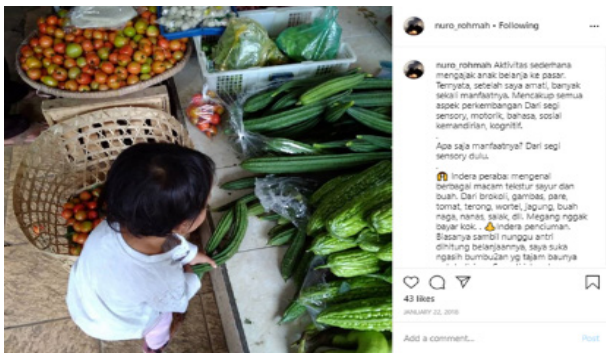 nuro_rohmah • Following
nuro_rohmah Aktivitas sederhana
mengajak anak belanja ke pasar.
Ternyata, setelah saya amati, banyak
sekali manfaatnya. Mencakup semua
aspek perkembangan Dari segi
sensory, motorik, bahasa, sosial
kemandirian, kognitif.
.
Apa saja manfaatnya? Dari segi
sensory dulu.
.
Indera peraba: mengenal
berbagai macam tekstur sayur dan
buah. Dari brokoli, gambas, pare,
tomat, terong, wortel, jagung, buah
naga, nanas, salak, dll. Megang nggak
bayar kok. . Indera penciuman.
Biasanya sambil nunggu antri
dihitung belanjaannya, saya suka
ngasih bumbu2an yg tajam baunya
43 likes
JANUARY 22, 2018
Add a comment...
Post